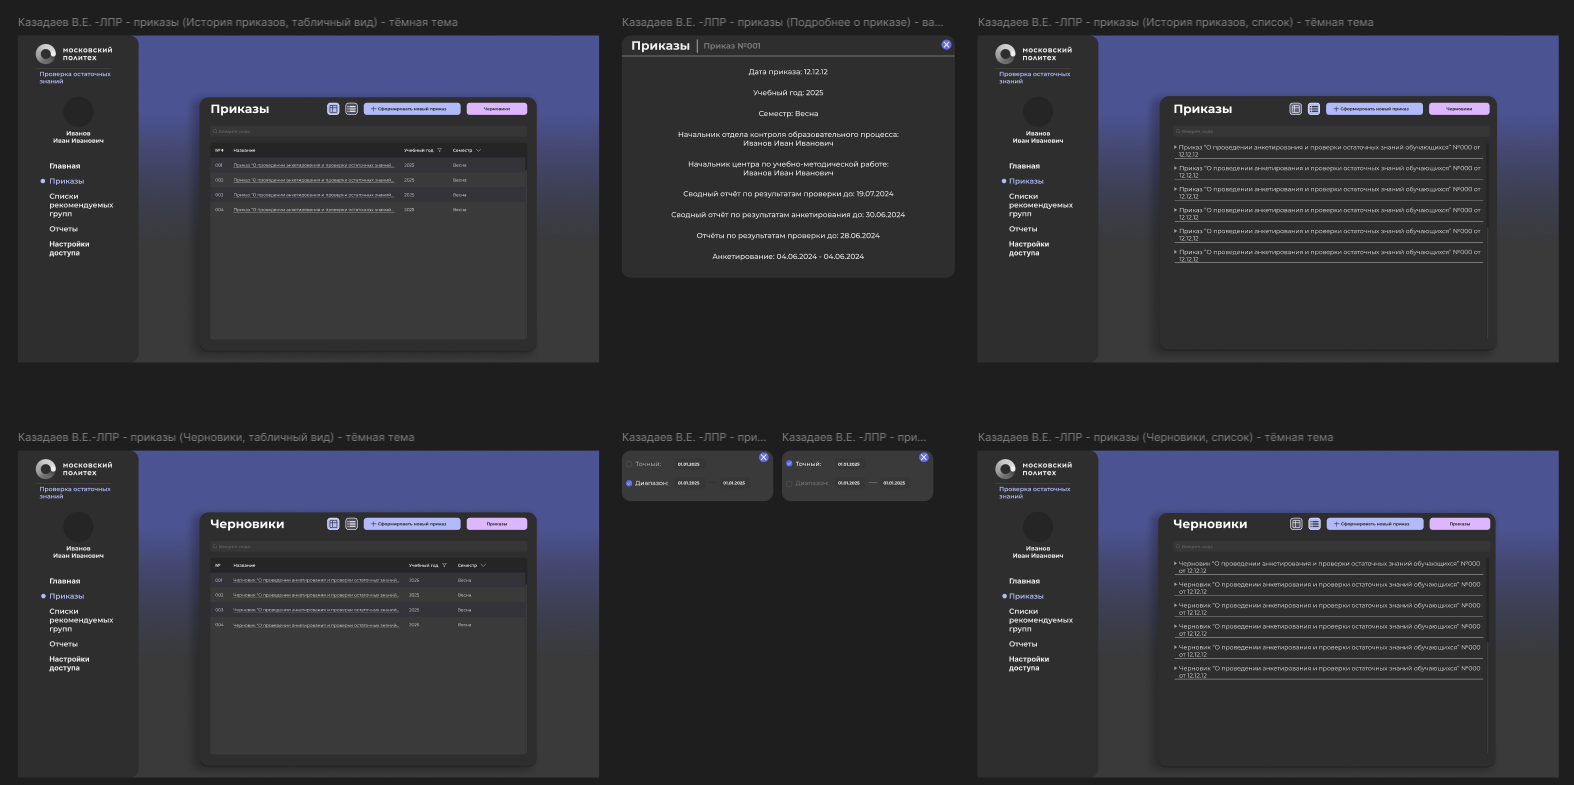 Казадаев В.Е. -ЛПР - приказы (История приказов, табличный вид) - тёмная тема
московский
политех
Проверка остаточных
знаний
Иванов
Иван Иванович
Главная
Приказы
Списки
рекомендуемых
групп
Отчеты
Настройки
доступа
Приказы
+ Сформировать новый приказ
Черновики
№ Название Учебный год Семестр
001 Приказ "О проведении анкетирования и проверки остаточных знаний... 2025 Весна
002 Приказ "О проведении анкетирования и проверки остаточных знаний... 2025 Весна
003 Приказ "О проведении анкетирования и проверки остаточных знаний... 2025 Весна
004 Приказ "О проведении анкетирования и проверки остаточных знаний... 2025 Весна
Казадаев В.Е. -ЛПР - приказы (Подробнее о приказе) - ва...
Приказы | Приказ №001
Дата приказа: 12.12.12
Учебный год: 2025
Семестр: Весна
Начальник отдела контроля образовательного процесса:
Иванов Иван Иванович
Начальник центра по учебно-методической работе:
Иванов Иван Иванович
Сводный отчёт по результатам проверки до: 19.07.2024
Сводный отчёт по результатам анкетирования до: 30.06.2024
Отчёты по результатам проверки до: 28.06.2024
Анкетирование: 04.06.2024 - 04.06.2024
Казадаев В.Е. -ЛПР - приказы (История приказов, список) - тёмная тема
московский
политех
Проверка остаточных
знаний
Иванов
Иван Иванович
Главная
Приказы
Списки
рекомендуемых
групп
Отчеты
Настройки
доступа
Приказы
+ Сформировать новый приказ
Черновики
Приказ "О проведении анкетирования и проверки остаточных знаний обучающихся" №000 от
12.12.12
Приказ "О проведении анкетирования и проверки остаточных знаний обучающихся" №000 от
12.12.12
Приказ "О проведении анкетирования и проверки остаточных знаний обучающихся" №000 от
12.12.12
Приказ "О проведении анкетирования и проверки остаточных знаний обучающихся" №000 от
12.12.12
Приказ "О проведении анкетирования и проверки остаточных знаний обучающихся" №000 от
12.12.12
Приказ "О проведении анкетирования и проверки остаточных знаний обучающихся" №000 от
12.12.12
Казадаев В.Е.-ЛПР - приказы (Черновики, табличный вид) - тёмная тема
московский
политех
Проверка остаточных
знаний
Иванов
Иван Иванович
Главная
Приказы
Списки
рекомендуемых
групп
Отчеты
Настройки
доступа
Черновики
+ Сформировать новый приказ
Приказы
№ Название Учебный год Семестр
001 Черновик "О проведении анкетирования и проверки остаточных знаний... 2025 Весна
002 Черновик "О проведении анкетирования и проверки остаточных знаний... 2025 Весна
003 Черновик "О проведении анкетирования и проверки остаточных знаний... 2025 Весна
004 Черновик "О проведении анкетирования и проверки остаточных знаний... 2025 Весна
Казадаев В.Е. -ЛПР - при...
Точный: 01.01.2025
Диапазон: 01.01.2025 — 01.01.2025
Казадаев В.Е. -ЛПР - при...
Точный: 01.01.2025
Диапазон: 01.01.2025 — 01.01.2025
Казадаев В.Е. -ЛПР - приказы (Черновики, список) - тёмная тема
московский
политех
Проверка остаточных
знаний
Иванов
Иван Иванович
Главная
Приказы
Списки
рекомендуемых
групп
Отчеты
Настройки
доступа
Черновики
+ Сформировать новый приказ
Приказы
Черновик "О проведении анкетирования и проверки остаточных знаний обучающихся" №000
от 12.12.12
Черновик "О проведении анкетирования и проверки остаточных знаний обучающихся" №000
от 12.12.12
Черновик "О проведении анкетирования и проверки остаточных знаний обучающихся" №000
от 12.12.12
Черновик "О проведении анкетирования и проверки остаточных знаний обучающихся" №000
от 12.12.12
Черновик "О проведении анкетирования и проверки остаточных знаний обучающихся" №000
от 12.12.12
Черновик "О проведении анкетирования и проверки остаточных знаний обучающихся" №000
от 12.12.12